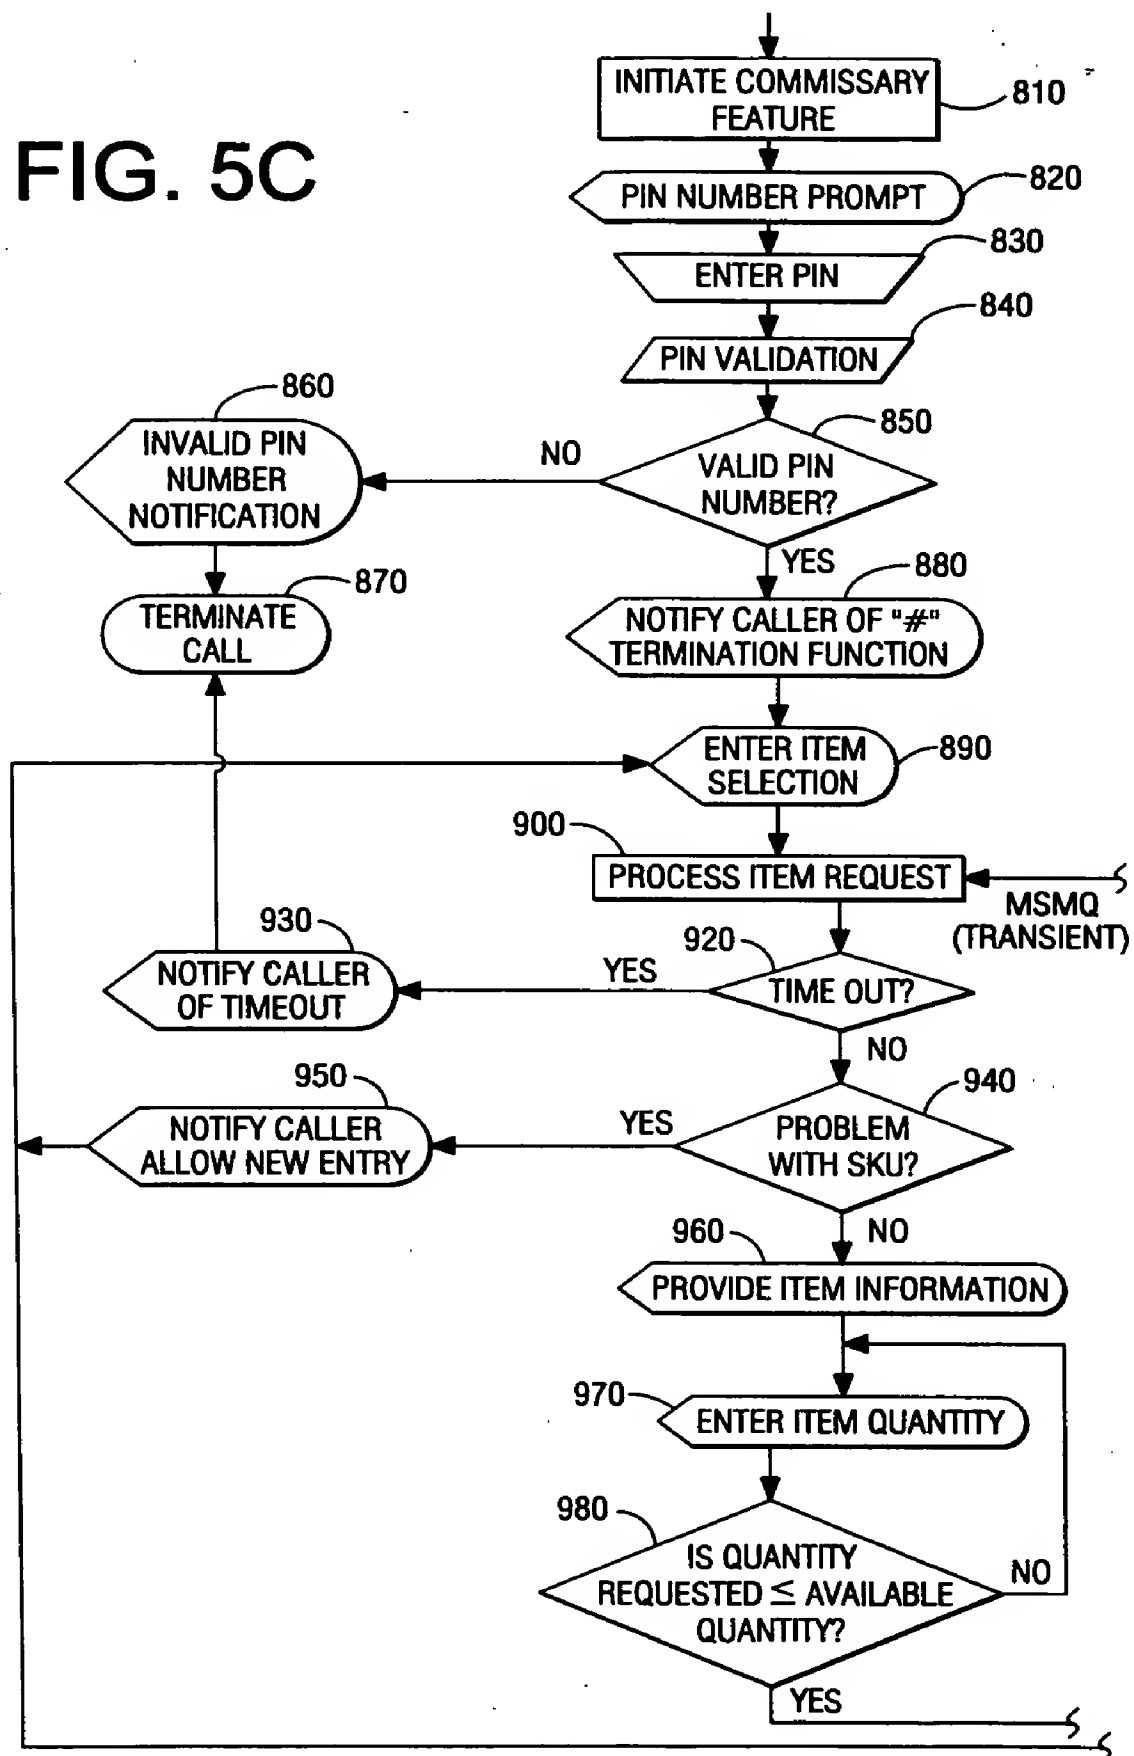 INITIATE COMMISSARY
FEATURE
810
FIG. 5C
PIN NUMBER PROMPT
820
ENTER PIN
830
PIN VALIDATION
840
860
INVALID PIN
NUMBER
NOTIFICATION
NO
VALID PIN
NUMBER?
850
YES
870
TERMINATE
CALL
NOTIFY CALLER OF "#"
TERMINATION FUNCTION
880
ENTER ITEM
SELECTION
890
900
PROCESS ITEM REQUEST
MSMQ
(TRANSIENT)
930
NOTIFY CALLER
OF TIMEOUT
YES
920
TIME OUT?
NO
950
NOTIFY CALLER
ALLOW NEW ENTRY
YES
940
PROBLEM
WITH SKU?
NO
960
PROVIDE ITEM INFORMATION
970
ENTER ITEM QUANTITY
980
IS QUANTITY
REQUESTED ≤ AVAILABLE
QUANTITY?
NO
YES